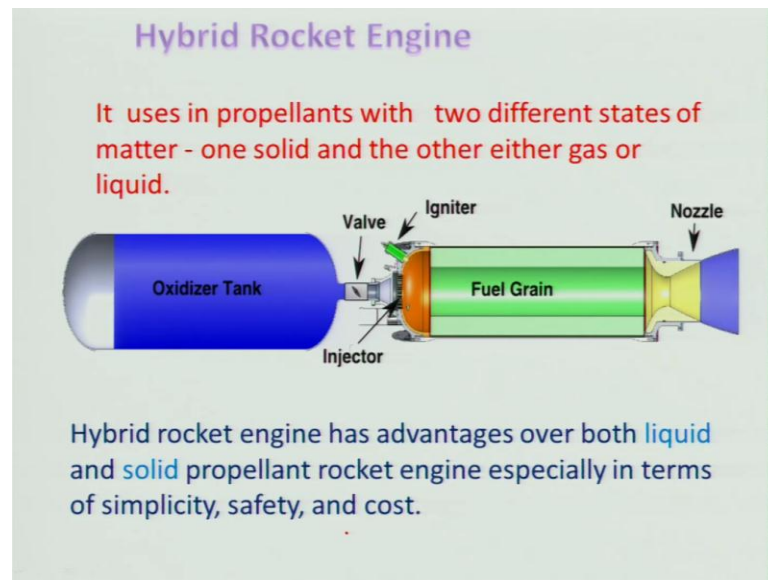 Hybrid Rocket Engine
It uses in propellants with two different states of
matter - one solid and the other either gas or
liquid.
Igniter
Valve
Nozzle
Oxidizer Tank
Fuel Grain
Injector
Hybrid rocket engine has advantages over both liquid
and solid propellant rocket engine especially in terms
of simplicity, safety, and cost.